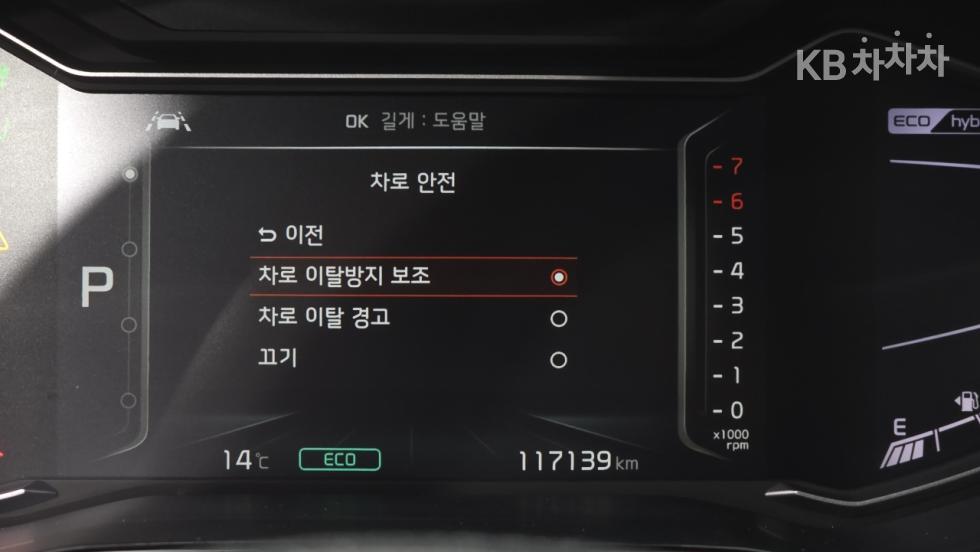 KB차차차
OK 길게 : 도움말
ECO hyb
차로 안전
이전
차로 이탈방지 보조
차로 이탈 경고
끄기
P
- 7
- 6
- 5
- 4
- 3
- 2
- 1
- 0
x1000
rpm
E
14℃ ECO 117139 km